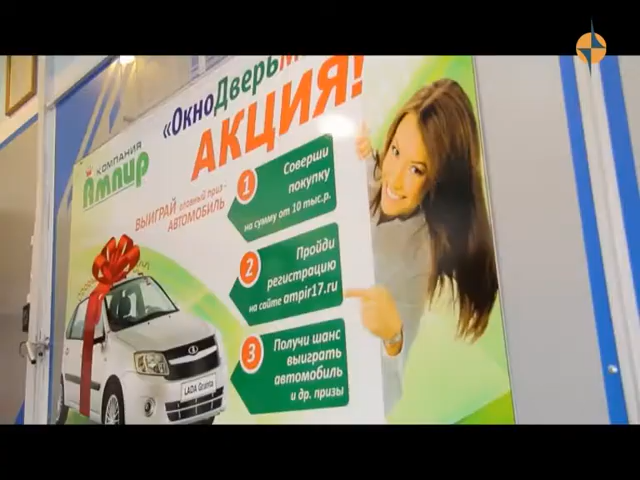 «ОкноДверь
АКЦИЯ!
КОМПАНИЯ
Ампир
ВЫИГРАЙ главный приз -
АВТОМОБИЛЬ
1
Соверши
покупку
на сумму от 10 тыс.р.
2
Пройди
регистрацию
на сайте ampir17.ru
3
Получи шанс
выиграть
автомобиль
и др. призы
LADA Granta